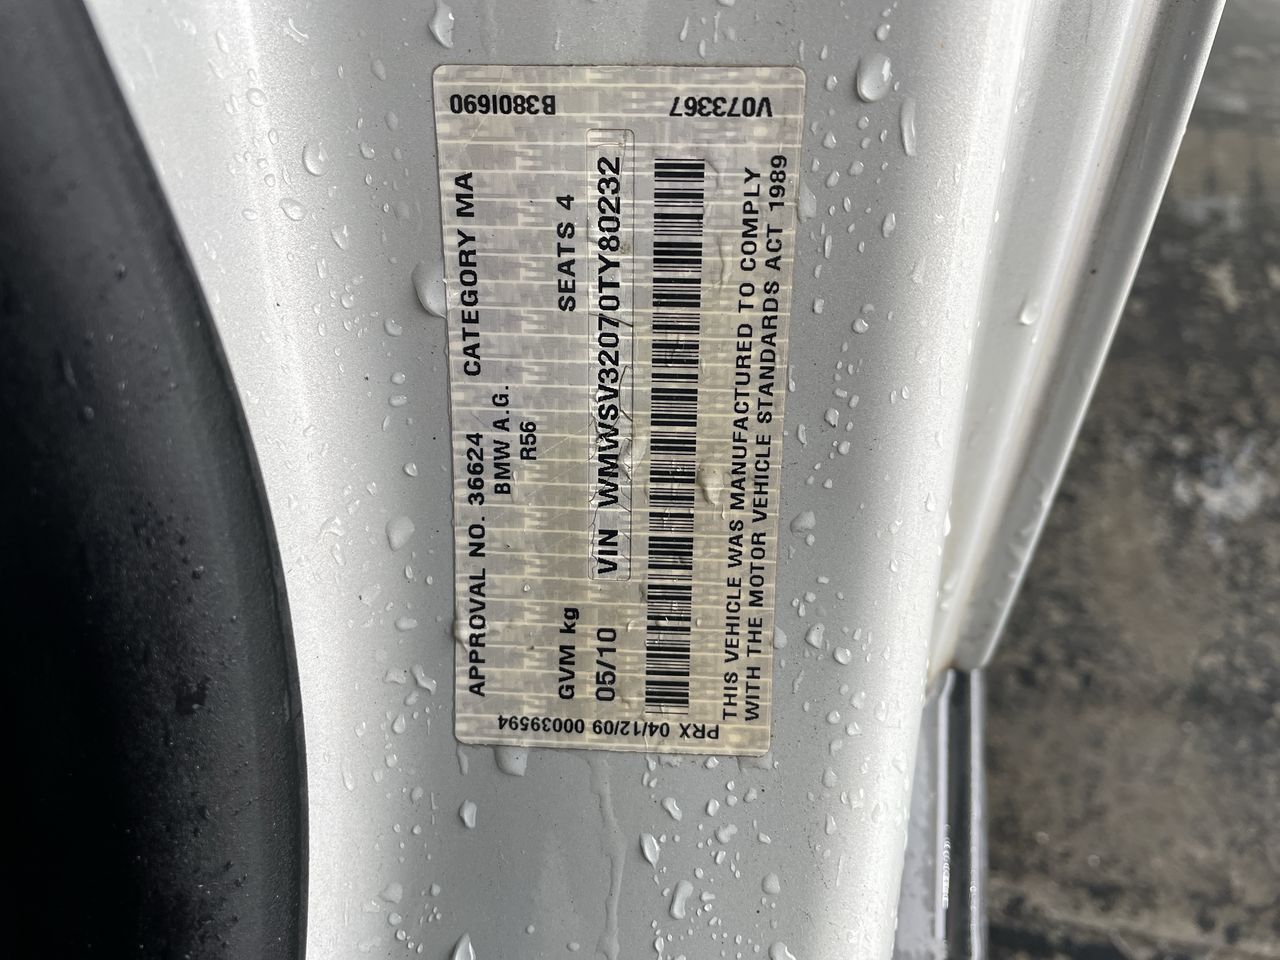 APPROVAL NO. 36624 CATEGORY MA
BMW A.G.
R56
GVM kg SEATS 4
05/10 VIN WMWSV32070TY80232
THIS VEHICLE WAS MANUFACTURED TO COMPLY
WITH THE MOTOR VEHICLE STANDARDS ACT 1989
B380I690 V073367
PRX 04/12/09 00039594